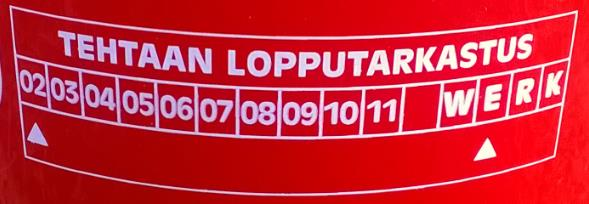 TEHTAAN LOPPUTARKASTUS
02 03 04 05 06 07 08 09 10 11 W E R K